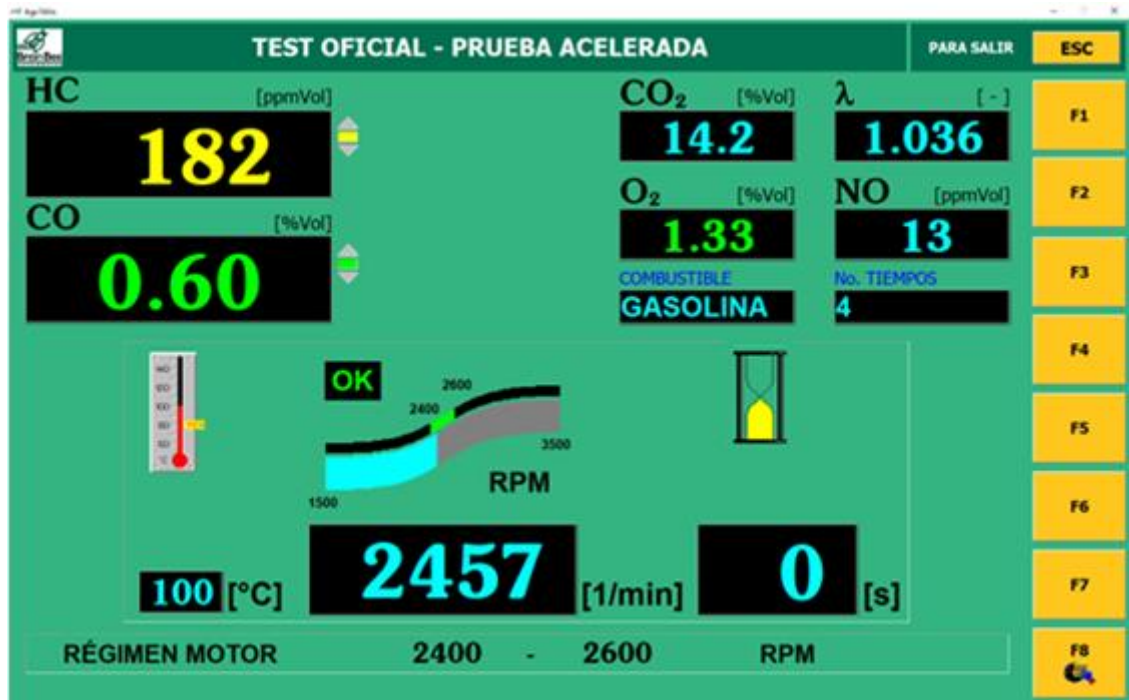 TEST OFICIAL - PRUEBA ACELERADA
PARA SALIR
ESC
HC [ppmVol]
182
CO [%Vol]
0.60
CO₂ [%Vol]
14.2
λ [ - ]
1.036
O₂ [%Vol]
1.33
NO [ppmVol]
13
COMBUSTIBLE
GASOLINA
No. TIEMPOS
4
OK
2600
2400
3500
1500
RPM
100 [°C]
2457 [1/min]
0 [s]
RÉGIMEN MOTOR 2400 - 2600 RPM
F1
F2
F3
F4
F5
F6
F7
F8